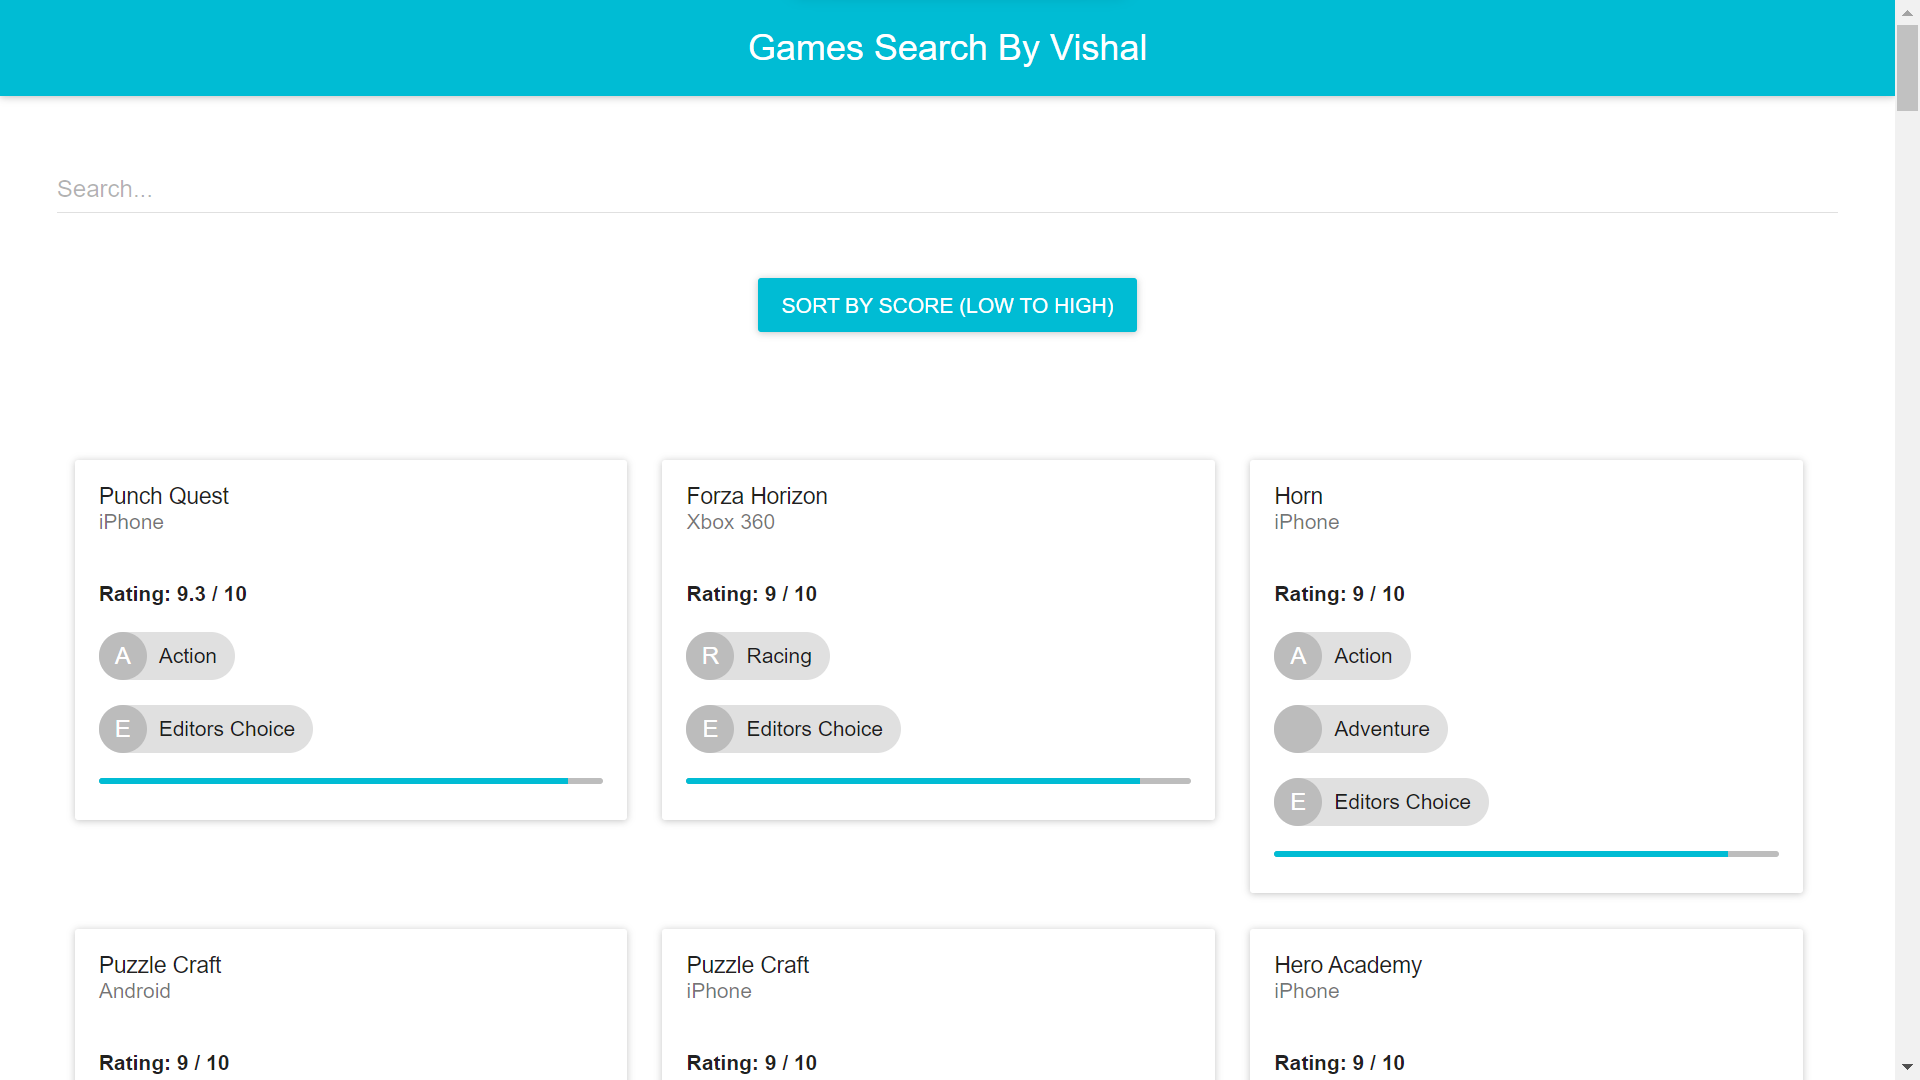 Games Search By Vishal
Search...
SORT BY SCORE (LOW TO HIGH)
Punch Quest
iPhone
Rating: 9.3 / 10
A Action
E Editors Choice
Forza Horizon
Xbox 360
Rating: 9 / 10
R Racing
E Editors Choice
Horn
iPhone
Rating: 9 / 10
A Action
Adventure
E Editors Choice
Puzzle Craft
Android
Rating: 9 / 10
Puzzle Craft
iPhone
Rating: 9 / 10
Hero Academy
iPhone
Rating: 9 / 10